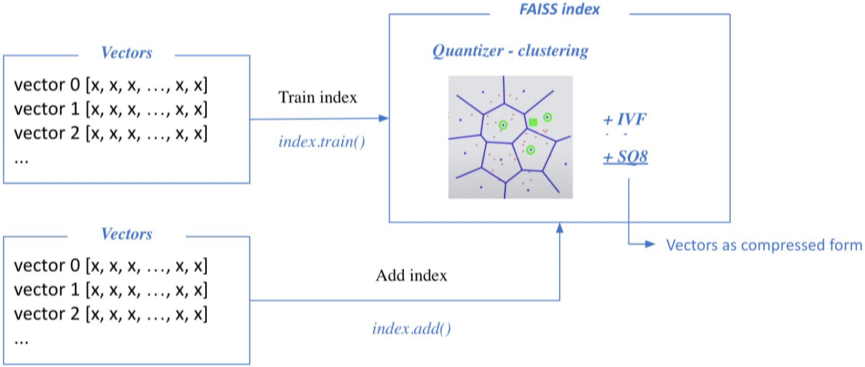 FAISS index
Vectors
Quantizer - clustering
vector 0 [x, x, x, ..., x, x]
vector 1 [x, x, x, ..., x, x]
vector 2 [x, x, x, ..., x, x]
...
Train index
index.train()
+ IVF
+ SQ8
Vectors
Vectors as compressed form
vector 0 [x, x, x, ..., x, x]
vector 1 [x, x, x, ..., x, x]
vector 2 [x, x, x, ..., x, x]
...
Add index
index.add()